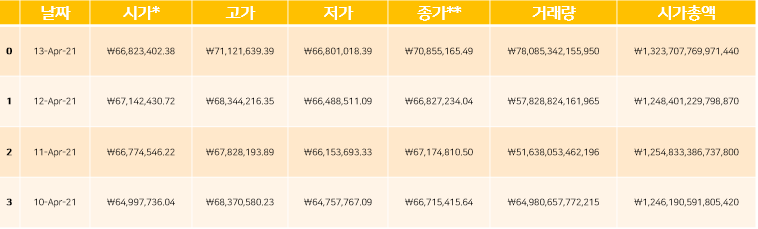 날짜 시가* 고가 저가 종가** 거래량 시가총액
0 13-Apr-21 ₩66,823,402.38 ₩71,121,639.39 ₩66,801,018.39 ₩70,855,165.49 ₩78,085,342,155,950 ₩1,323,707,769,971,440
1 12-Apr-21 ₩67,142,430.72 ₩68,344,216.35 ₩66,488,511.09 ₩66,827,234.04 ₩57,828,824,161,965 ₩1,248,401,229,798,870
2 11-Apr-21 ₩66,774,546.22 ₩67,828,193.89 ₩66,153,693.33 ₩67,174,810.50 ₩51,638,053,462,196 ₩1,254,833,386,737,800
3 10-Apr-21 ₩64,997,736.04 ₩68,370,580.23 ₩64,757,767.09 ₩66,715,415.64 ₩64,980,657,772,215 ₩1,246,190,591,805,420